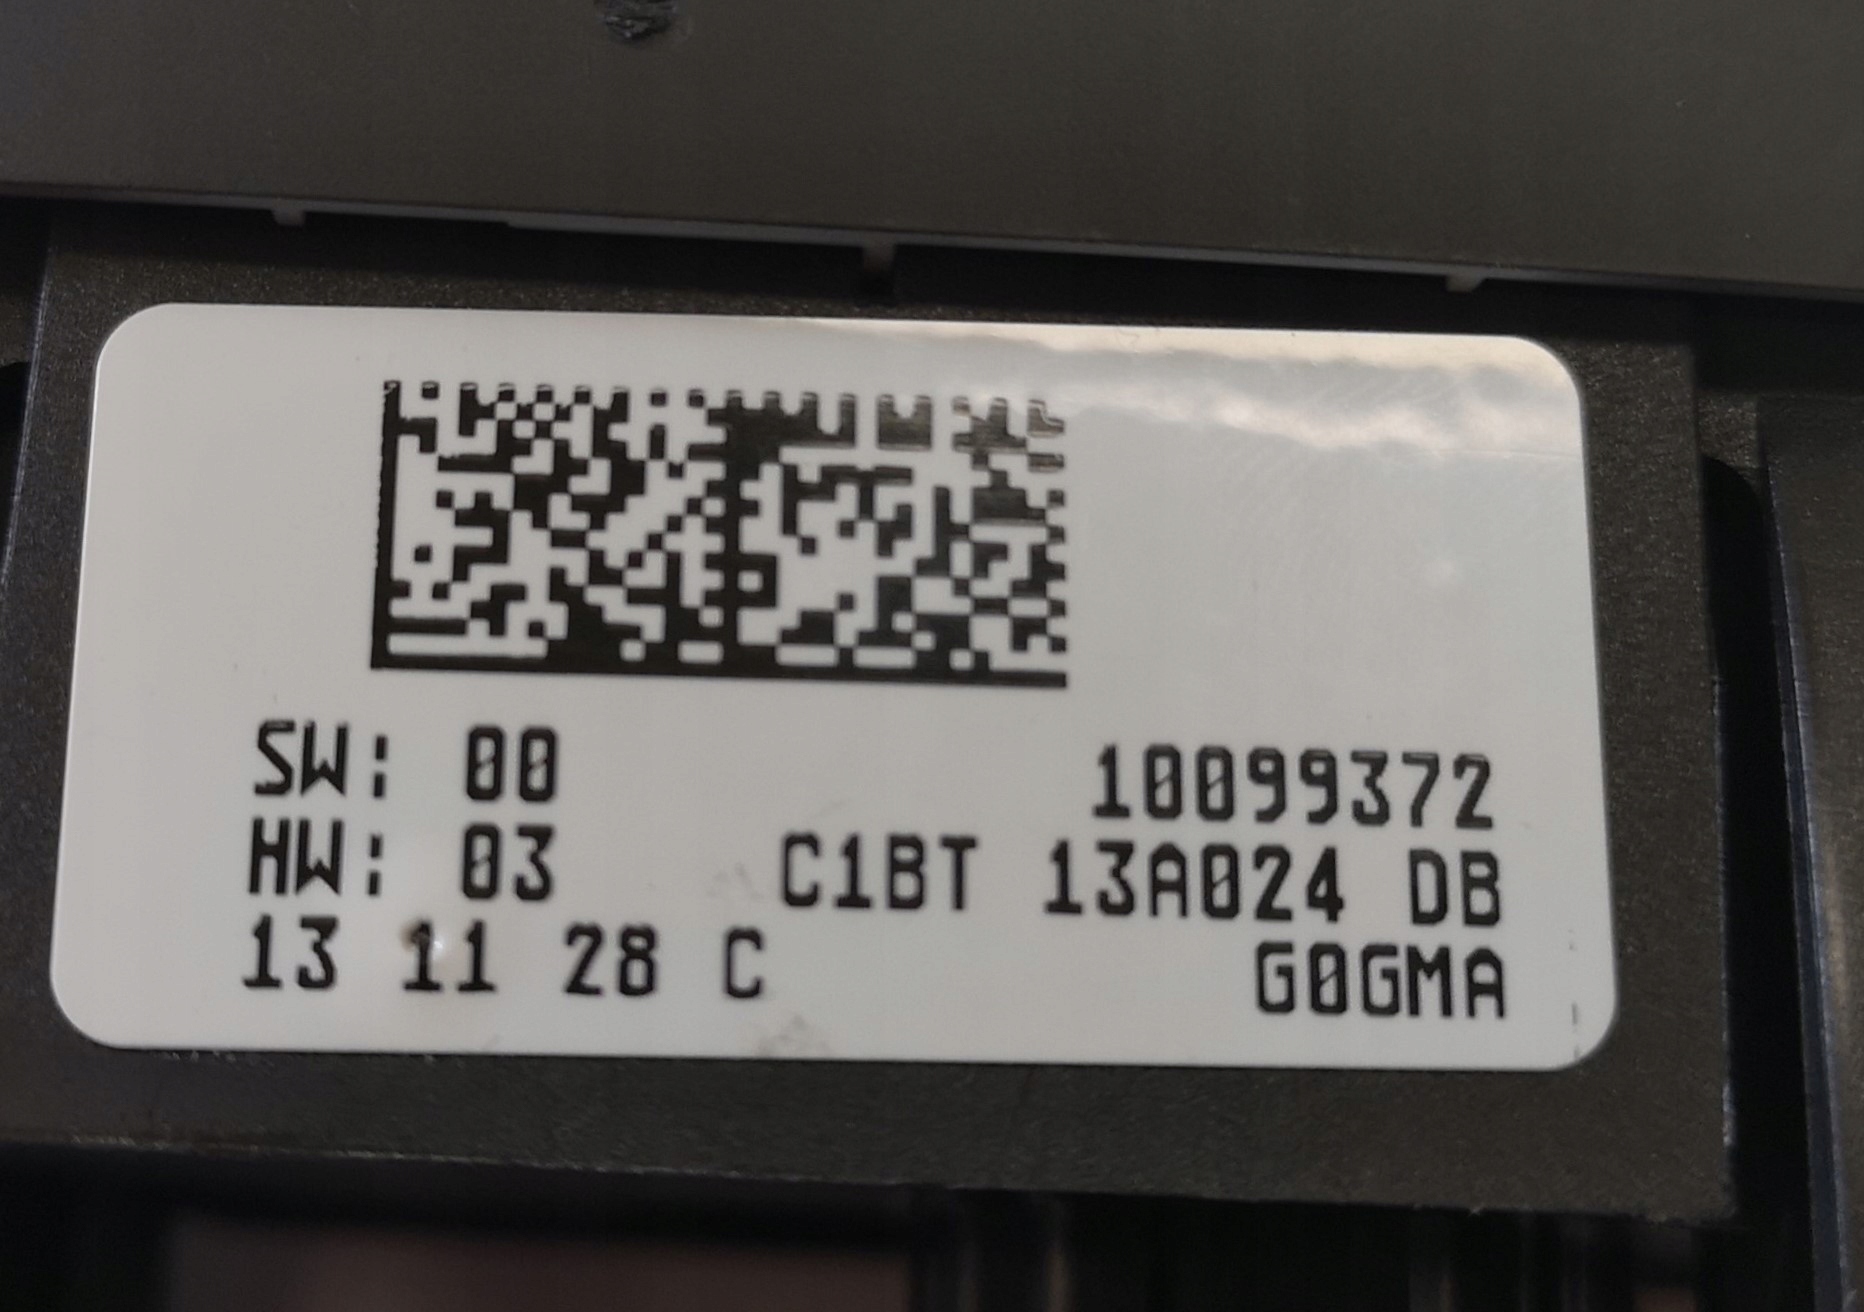 SW: 00 10099372
HW: 03 C1BT 13A024 DB
13 11 28 C G0GMA